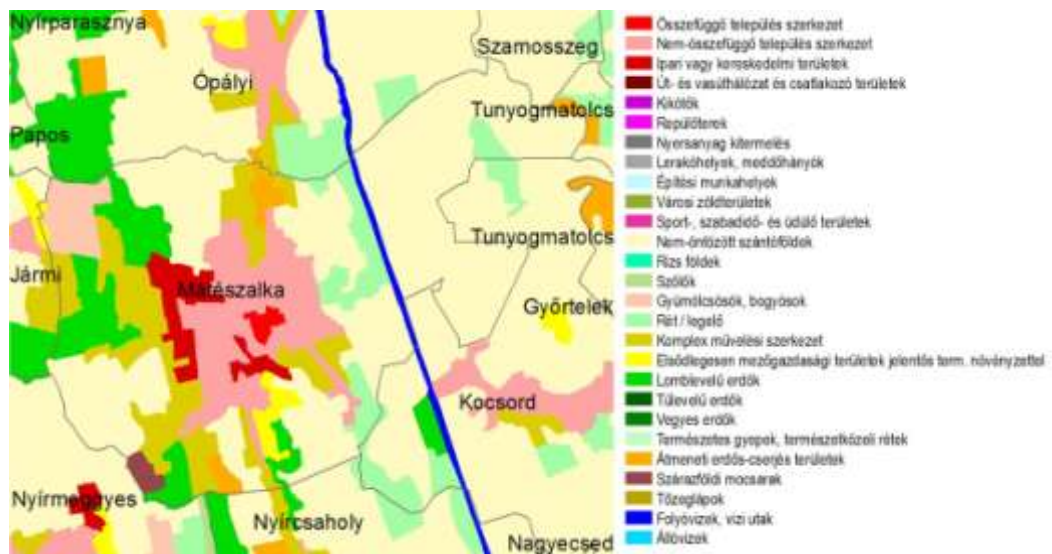 Nyírparasznya
Szamosszeg
Ópályi
Tunyogmatolcs
Papos
Tunyogmatolcs
Jármi
Mátészalka
Győrtelek
Kocsord
Nyírmeggyes
Nyírcsaholy
Nagyecsed
Összefüggő település szerkezet
Nem-összefüggő település szerkezet
Ipari vagy kereskedelmi területek
Út- és vasúthálózat és csatlakozó területek
Kikötők
Repülőterek
Nyersanyag kitermelés
Lerakóhelyek, meddőhányók
Építési munkahelyek
Városi zöldterületek
Sport-, szabadidő- és üdülő területek
Nem-öntözött szántóföldek
Rizs földek
Szőlők
Gyümölcsösök, bogyósok
Rét / legelő
Komplex művelési szerkezet
Elsődlegesen mezőgazdasági területek jelentős term. növényzettel
Lomblevelű erdők
Tűlevelű erdők
Vegyes erdők
Természetes gyepek, természetközeli rétek
Átmeneti erdős-cserjés területek
Szárazföldi mocsarak
Tőzeglápok
Folyóvizek, vízi utak
Állóvizek